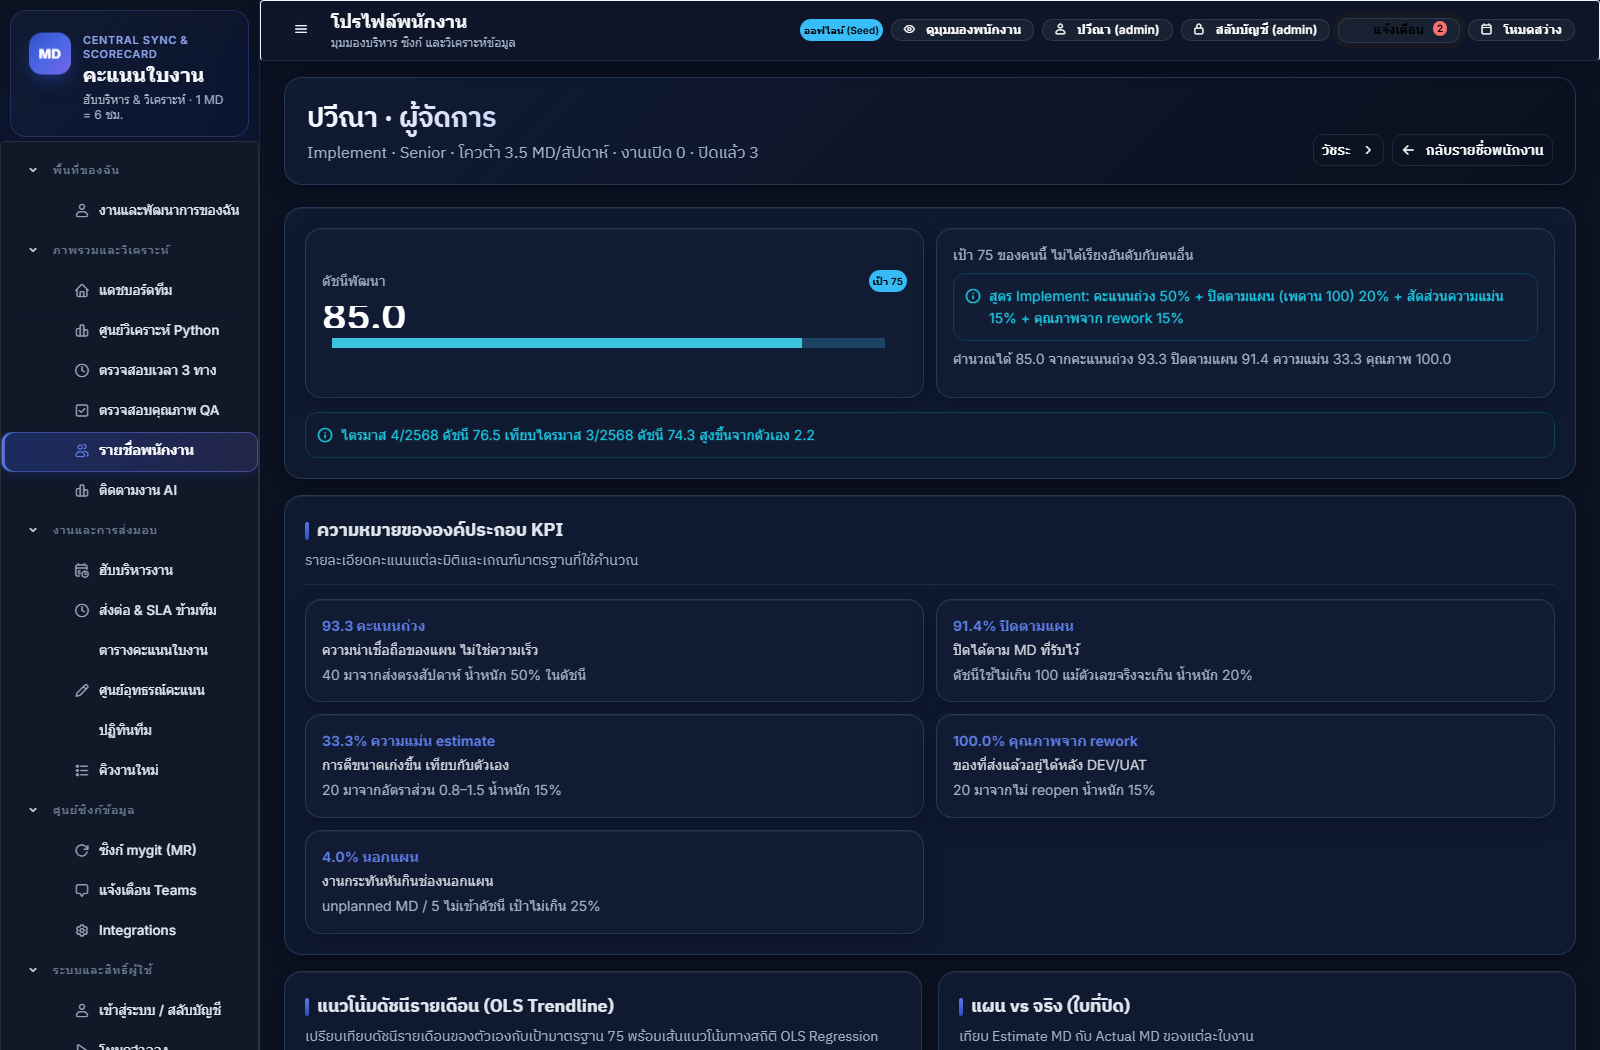 MD
CENTRAL SYNC &
SCORECARD
คะแนนใบงาน
ฮับบริหาร & วิเคราะห์ · 1 MD
= 6 ชม.
พื้นที่ของฉัน
งานและพัฒนาการของฉัน
ภาพรวมและวิเคราะห์
แดชบอร์ดทีม
ศูนย์วิเคราะห์ Python
ตรวจสอบเวลา 3 ทาง
ตรวจสอบคุณภาพ QA
รายชื่อพนักงาน
ติดตามงาน AI
งานและการส่งมอบ
ฮับบริหารงาน
ส่งต่อ & SLA ข้ามทีม
ตารางคะแนนใบงาน
ศูนย์อุทธรณ์คะแนน
ปฏิทินทีม
คิวงานใหม่
ศูนย์ซิงก์ข้อมูล
ซิงก์ mygit (MR)
แจ้งเตือน Teams
Integrations
ระบบและสิทธิ์ผู้ใช้
เข้าสู่ระบบ / สลับบัญชี
โหมดจำลอง
โปรไฟล์พนักงาน
มุมมองบริหาร ซิงก์ และวิเคราะห์ข้อมูล
ออฟไลน์ (Seed)
ดูมุมมองพนักงาน
ปวีณา (admin)
สลับบัญชี (admin)
แจ้งเตือน 2
โหมดสว่าง
ปวีณา · ผู้จัดการ
Implement · Senior · โควต้า 3.5 MD/สัปดาห์ · งานเปิด 0 · ปิดแล้ว 3
วัชระ
กลับรายชื่อพนักงาน
ดัชนีพัฒนา
เป้า 75
85.0
เป้า 75 ของคนนี้ ไม่ได้เรียงอันดับกับคนอื่น
สูตร Implement: คะแนนถ่วง 50% + ปิดตามแผน (เพดาน 100) 20% + สัดส่วนความแม่น
15% + คุณภาพจาก rework 15%
คำนวณได้ 85.0 จากคะแนนถ่วง 93.3 ปิดตามแผน 91.4 ความแม่น 33.3 คุณภาพ 100.0
ไตรมาส 4/2568 ดัชนี 76.5 เทียบไตรมาส 3/2568 ดัชนี 74.3 สูงขึ้นจากตัวเอง 2.2
ความหมายขององค์ประกอบ KPI
รายละเอียดคะแนนแต่ละมิติและเกณฑ์มาตรฐานที่ใช้คำนวณ
93.3 คะแนนถ่วง
ความน่าเชื่อถือของแผน ไม่ใช่ความเร็ว
40 มาจากส่งตรงสัปดาห์ น้ำหนัก 50% ในดัชนี
91.4% ปิดตามแผน
ปิดได้ตาม MD ที่รับไว้
ดัชนีใช้ไม่เกิน 100 แม้ตัวเลขจริงจะเกิน น้ำหนัก 20%
33.3% ความแม่น estimate
การตีขนาดเก่งขึ้น เทียบกับตัวเอง
20 มาจากอัตราส่วน 0.8–1.5 น้ำหนัก 15%
100.0% คุณภาพจาก rework
ของที่ส่งแล้วอยู่ได้หลัง DEV/UAT
20 มาจากไม่ reopen น้ำหนัก 15%
4.0% นอกแผน
งานกระทันหันกินช่องนอกแผน
unplanned MD / 5 ไม่เข้าดัชนี เป้าไม่เกิน 25%
แนวโน้มดัชนีรายเดือน (OLS Trendline)
เปรียบเทียบดัชนีรายเดือนของตัวเองกับเป้ามาตรฐาน 75 พร้อมเส้นแนวโน้มทางสถิติ OLS Regression
แผน vs จริง (ใบที่ปิด)
เทียบ Estimate MD กับ Actual MD ของแต่ละใบงาน